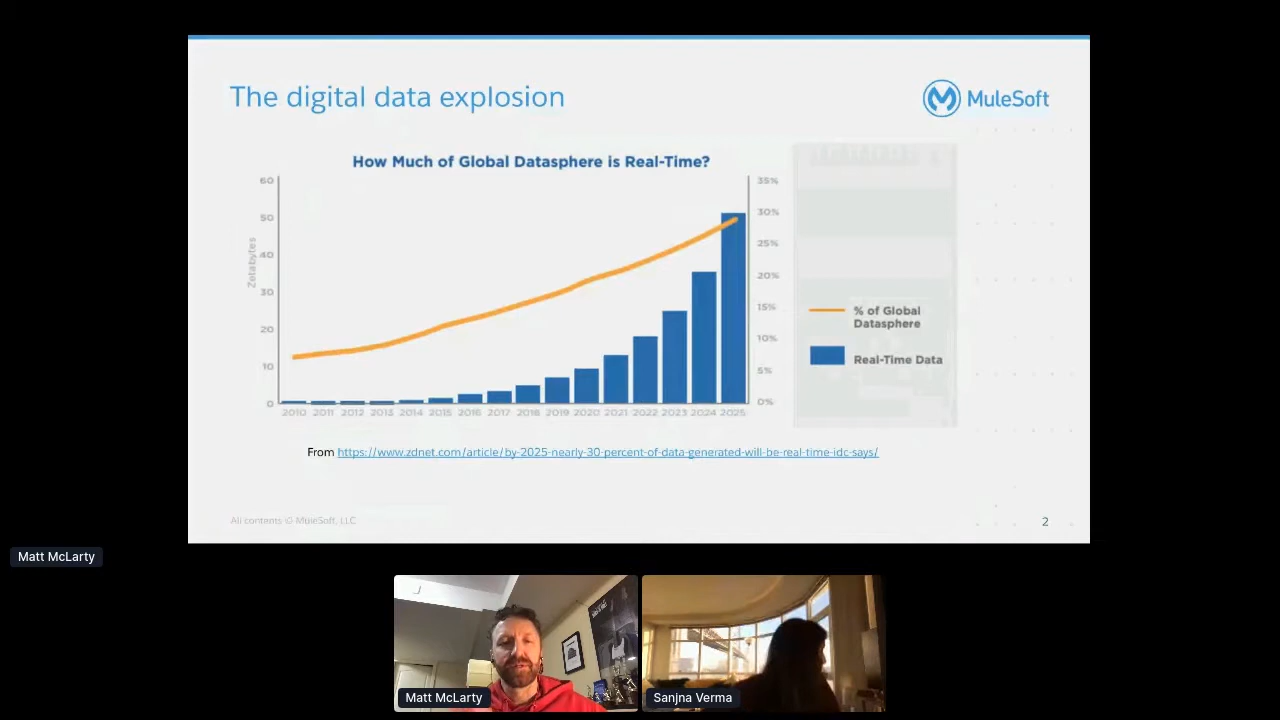 The digital data explosion
MuleSoft
How Much of Global Datasphere is Real-Time?
Zetabytes
60
50
40
30
20
10
0
35%
30%
25%
20%
15%
10%
5%
0%
2010 2011 2012 2013 2014 2015 2016 2017 2018 2019 2020 2021 2022 2023 2024 2025
% of Global
Datasphere
Real-Time Data
From https://www.zdnet.com/article/by-2025-nearly-30-percent-of-data-generated-will-be-real-time-idc-says/
All contents © MuleSoft, LLC
2
Matt McLarty
Matt McLarty
Sanjna Verma